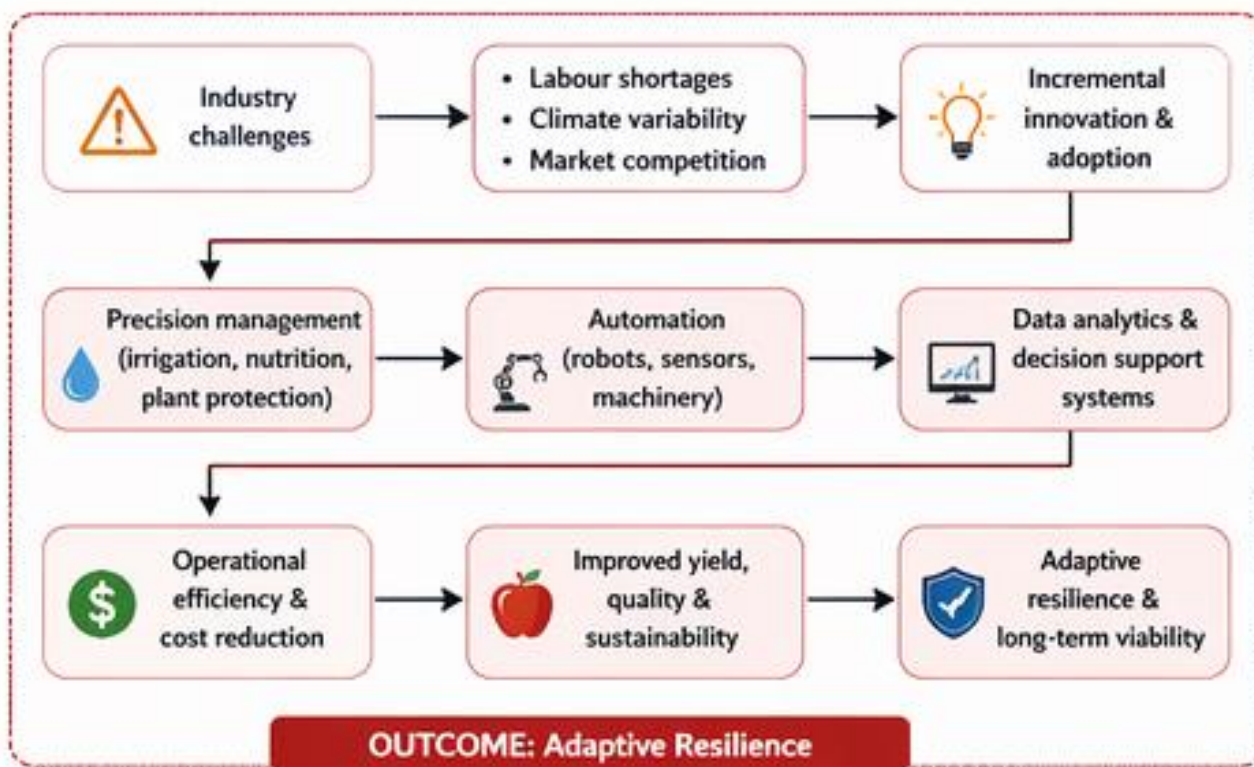 Industry
challenges
• Labour shortages
• Climate variability
• Market competition
Incremental
innovation &
adoption
Precision management
(irrigation, nutrition,
plant protection)
Automation
(robots, sensors,
machinery)
Data analytics &
decision support
systems
$
Operational
efficiency &
cost reduction
Improved yield,
quality &
sustainability
Adaptive
resilience &
long-term viability
OUTCOME: Adaptive Resilience